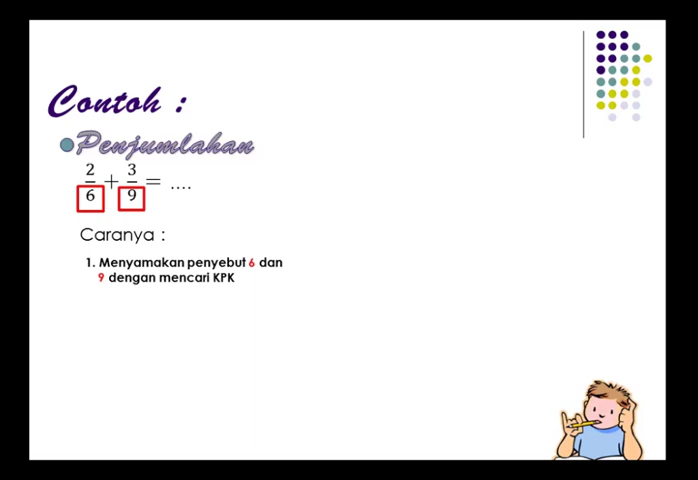 Contoh :
Penjumlahan
2/6 + 3/9 = ....
Caranya :
1. Menyamakan penyebut 6 dan
9 dengan mencari KPK